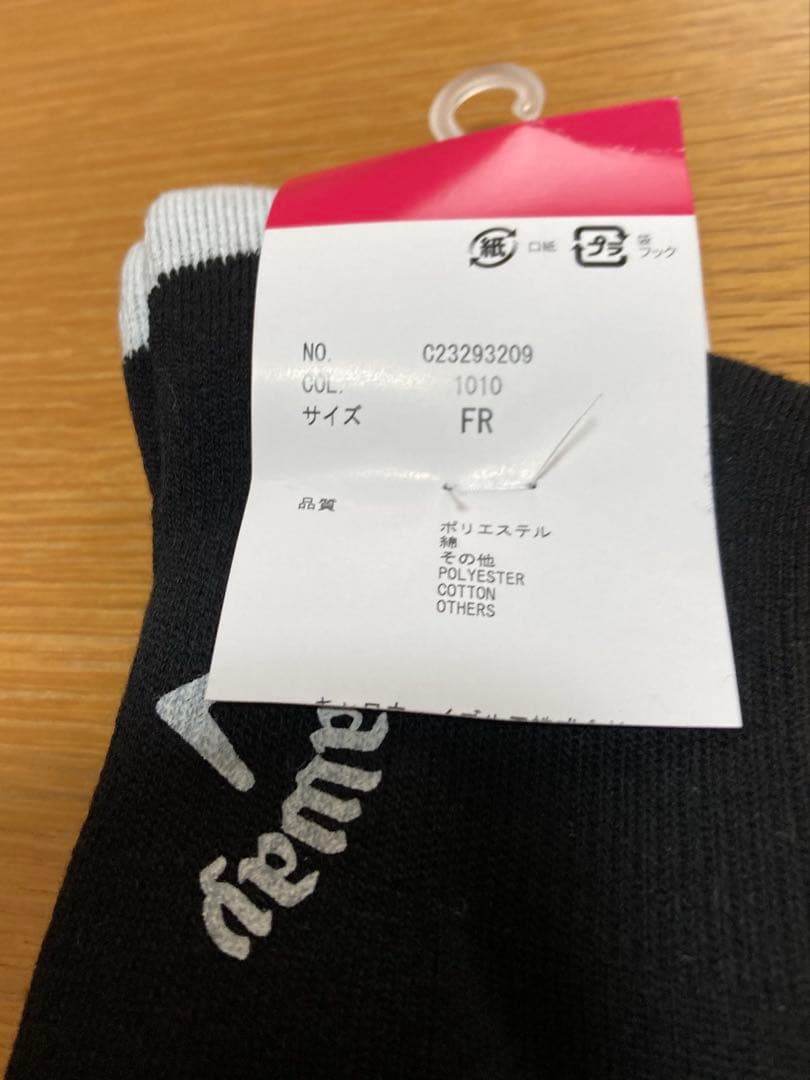 紙 口紙 プラ 袋
フック
NO. C23293209
COL. 1010
サイズ FR
品質
ポリエステル
綿
その他
POLYESTER
COTTON
OTHERS
away